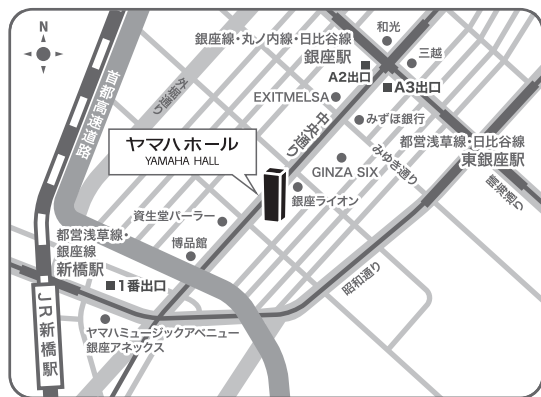 N
和光
銀座線・丸ノ内線・日比谷線
銀座駅
三越
A2出口
A3出口
EXITMELSA
首都高速道路
外堀通り
中央通り
みずほ銀行
ヤマハホール
YAMAHA HALL
都営浅草線・日比谷線
東銀座駅
みゆき通り
GINZA SIX
晴海通り
銀座ライオン
資生堂パーラー
博品館
都営浅草線・
銀座線
新橋駅
昭和通り
1番出口
JR新橋駅
ヤマハミュージックアベニュー
銀座アネックス